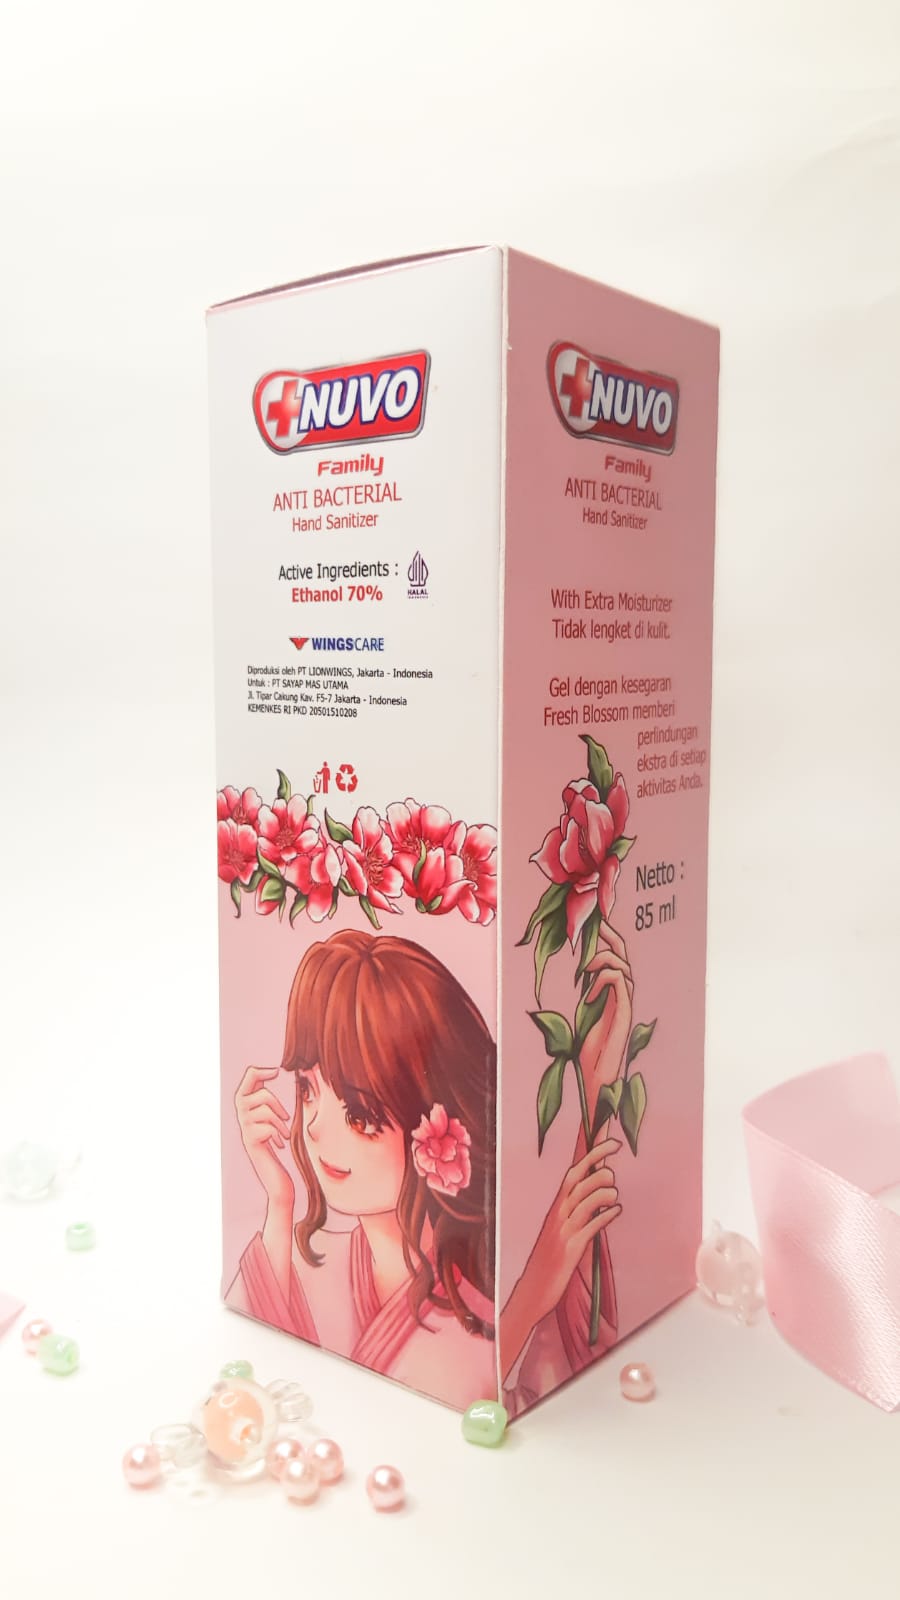 NUVO
Family
ANTI BACTERIAL
Hand Sanitizer
Active Ingredients :
Ethanol 70%
HALAL
INDONESIA
WINGSCARE
Diproduksi oleh PT LIONWINGS, Jakarta - Indonesia
Untuk : PT SAYAP MAS UTAMA
Jl. Tipar Cakung Kav. F5-7 Jakarta - Indonesia
KEMENKES RI PKD 20501510208
NUVO
Family
ANTI BACTERIAL
Hand Sanitizer
With Extra Moisturizer
Tidak lengket di kulit.
Gel dengan kesegaran
Fresh Blossom memberi
perlindungan
ekstra di setiap
aktivitas Anda.
Netto :
85 ml